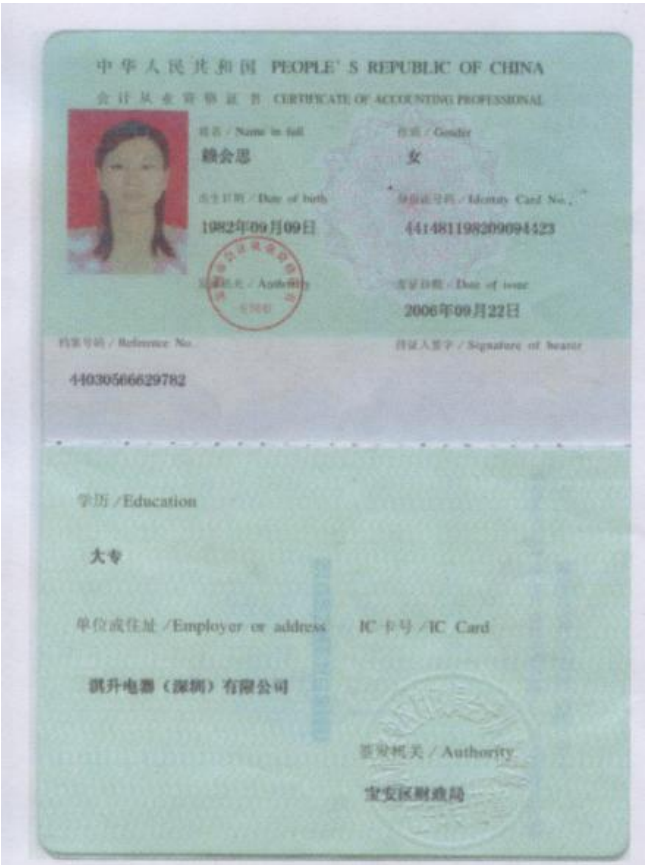 中华人民共和国 PEOPLE' S REPUBLIC OF CHINA
会计从业资格证书 CERTIFICATE OF ACCOUNTING PROFESSIONAL
姓名 / Name in full 性别 / Gender
赖会思 女
出生日期 / Date of birth 身份证号码 / Identity Card No.
1982年09月09日 441481198209094423
发证机关 / Authority 发证日期 / Date of issue
2006年09月22日
档案号码 / Reference No. 持证人签字 / Signature of bearer
44030566629782
学历 /Education
大专
单位或住址 /Employer or address IC 卡号 /IC Card
淇升电器（深圳）有限公司
签发机关 / Authority
宝安区财政局